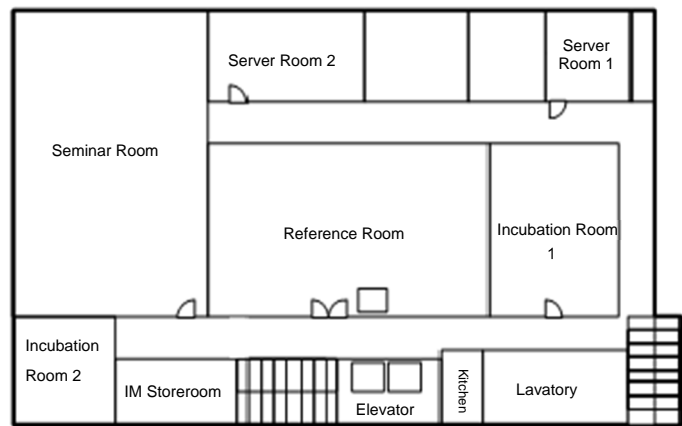 Server Room 2
Server
Room 1
Seminar Room
Reference Room
Incubation Room
1
Incubation
Room 2
IM Storeroom
Elevator
Kitchen
Lavatory